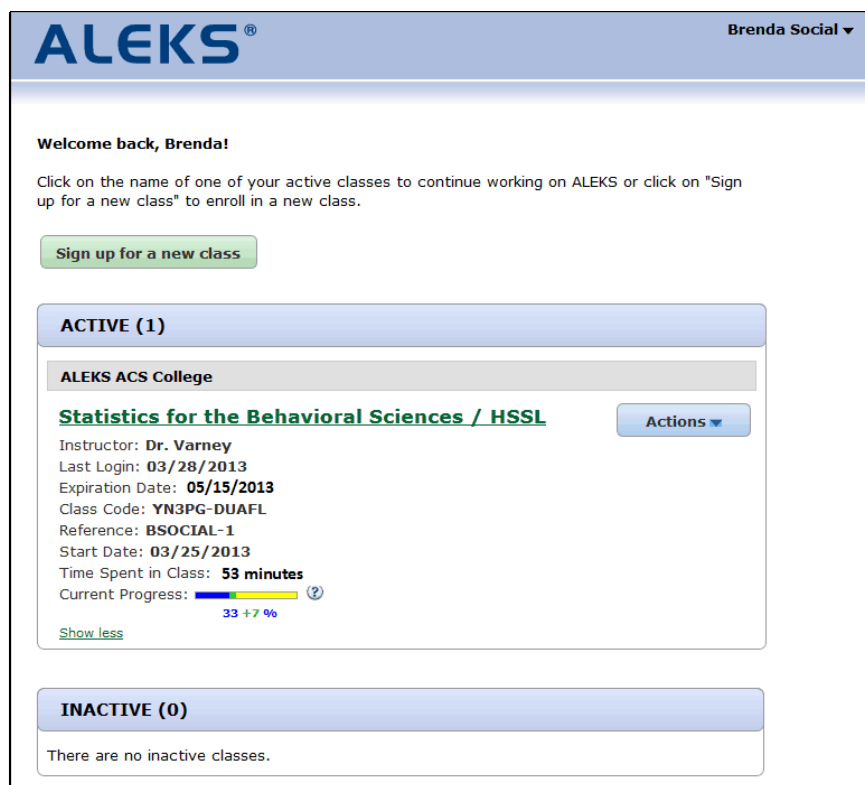 ALEKS®
Brenda Social
Welcome back, Brenda!
Click on the name of one of your active classes to continue working on ALEKS or click on "Sign
up for a new class" to enroll in a new class.
Sign up for a new class
ACTIVE (1)
ALEKS ACS College
Statistics for the Behavioral Sciences / HSSL
Actions
Instructor: Dr. Varney
Last Login: 03/28/2013
Expiration Date: 05/15/2013
Class Code: YN3PG-DUAFL
Reference: BSOCIAL-1
Start Date: 03/25/2013
Time Spent in Class: 53 minutes
Current Progress: ?
33 +7 %
Show less
INACTIVE (0)
There are no inactive classes.